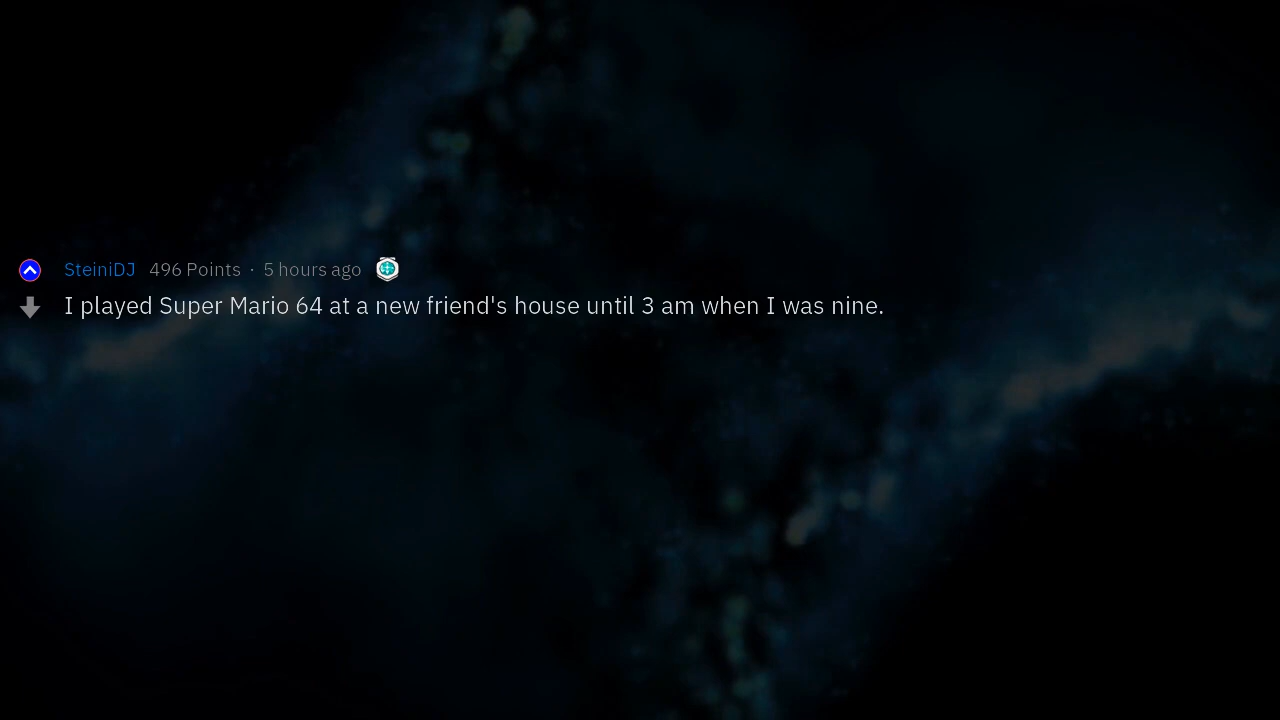 SteiniDJ 496 Points · 5 hours ago
I played Super Mario 64 at a new friend's house until 3 am when I was nine.